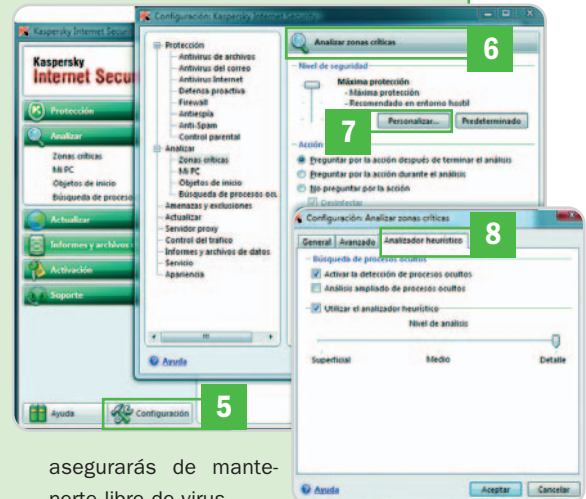 Kaspersky Internet Secur
Kaspersky
Internet Secu
Protección
Analizar
Zonas críticas
Mi PC
Objetos de inicio
Búsqueda de proceso
Actualizar
Informes y archivos
Activación
Soporte
Ayuda
Configuración
5
Configuración: Kaspersky Internet Security
Protección
Antivirus de archivos
Antivirus del correo
Antivirus Internet
Defensa proactiva
Firewall
Antiespía
Anti-Spam
Control parental
Analizar
Zonas críticas
Mi PC
Objetos de inicio
Búsqueda de procesos ocu
Amenazas y exclusiones
Actualizar
Servidor proxy
Control del tráfico
Informes y archivos de datos
Servicio
Apariencia
Ayuda
Analizar zonas críticas
6
Nivel de seguridad
Máxima protección
- Máxima protección
- Recomendado en entorno hostil
7
Personalizar...
Predeterminado
Acción
Preguntar por la acción después de terminar el análisis
Preguntar por la acción durante el análisis
No preguntar por la acción
Desinfectar
Configuración: Analizar zonas críticas
General
Avanzado
Analizador heurístico
8
Búsqueda de procesos ocultos
Activar la detección de procesos ocultos
Análisis ampliado de procesos ocultos
Utilizar el analizador heurístico
Nivel de análisis
Superficial
Medio
Detalle
Ayuda
Aceptar
Cancelar
asegurarás de mante-
nerte libre de virus